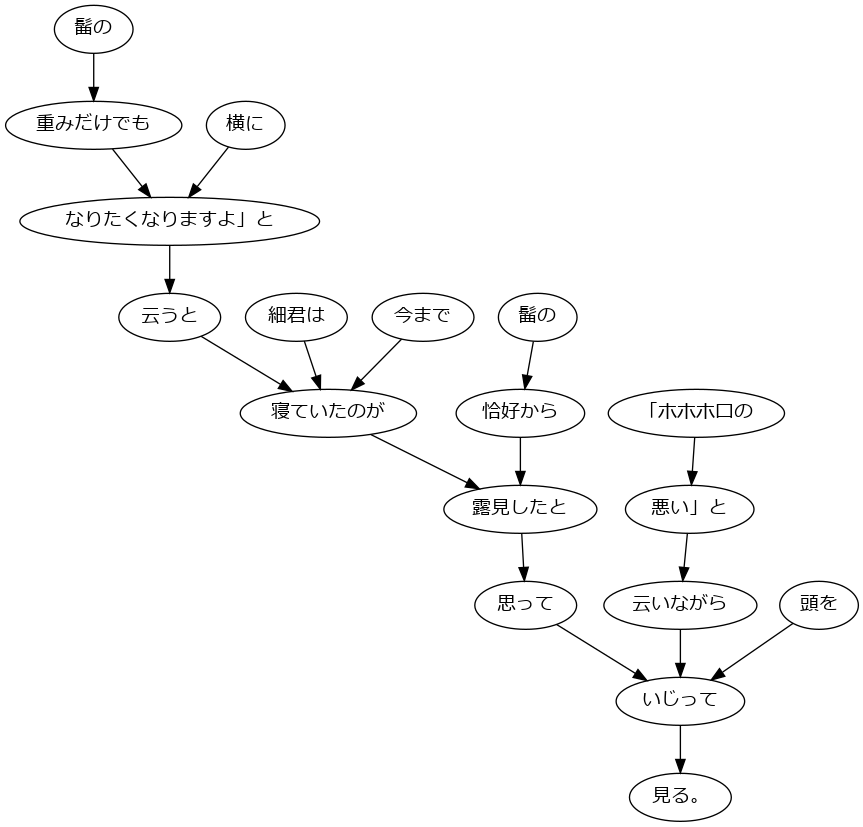 髷の
重みだけでも
横に
なりたくなりますよ」と
云うと
細君は
今まで
髷の
寝ていたのが
恰好から
「ホホホ口の
露見したと
悪い」と
思って
云いながら
頭を
いじって
見る。